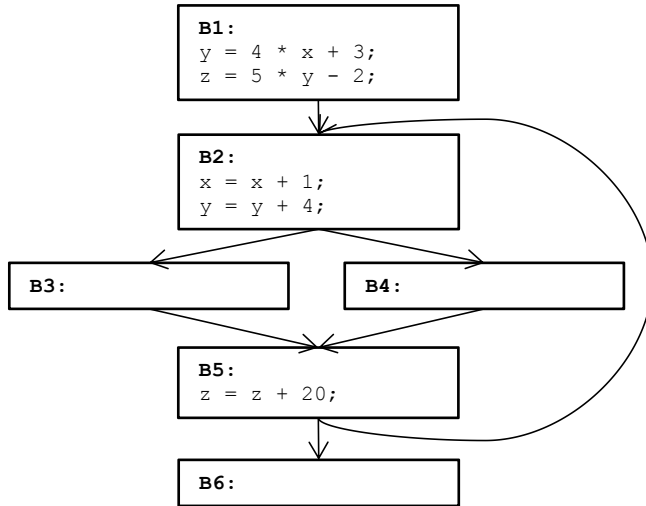 B1:
y = 4 * x + 3;
z = 5 * y - 2;
B2:
x = x + 1;
y = y + 4;
B3:
B4:
B5:
z = z + 20;
B6: